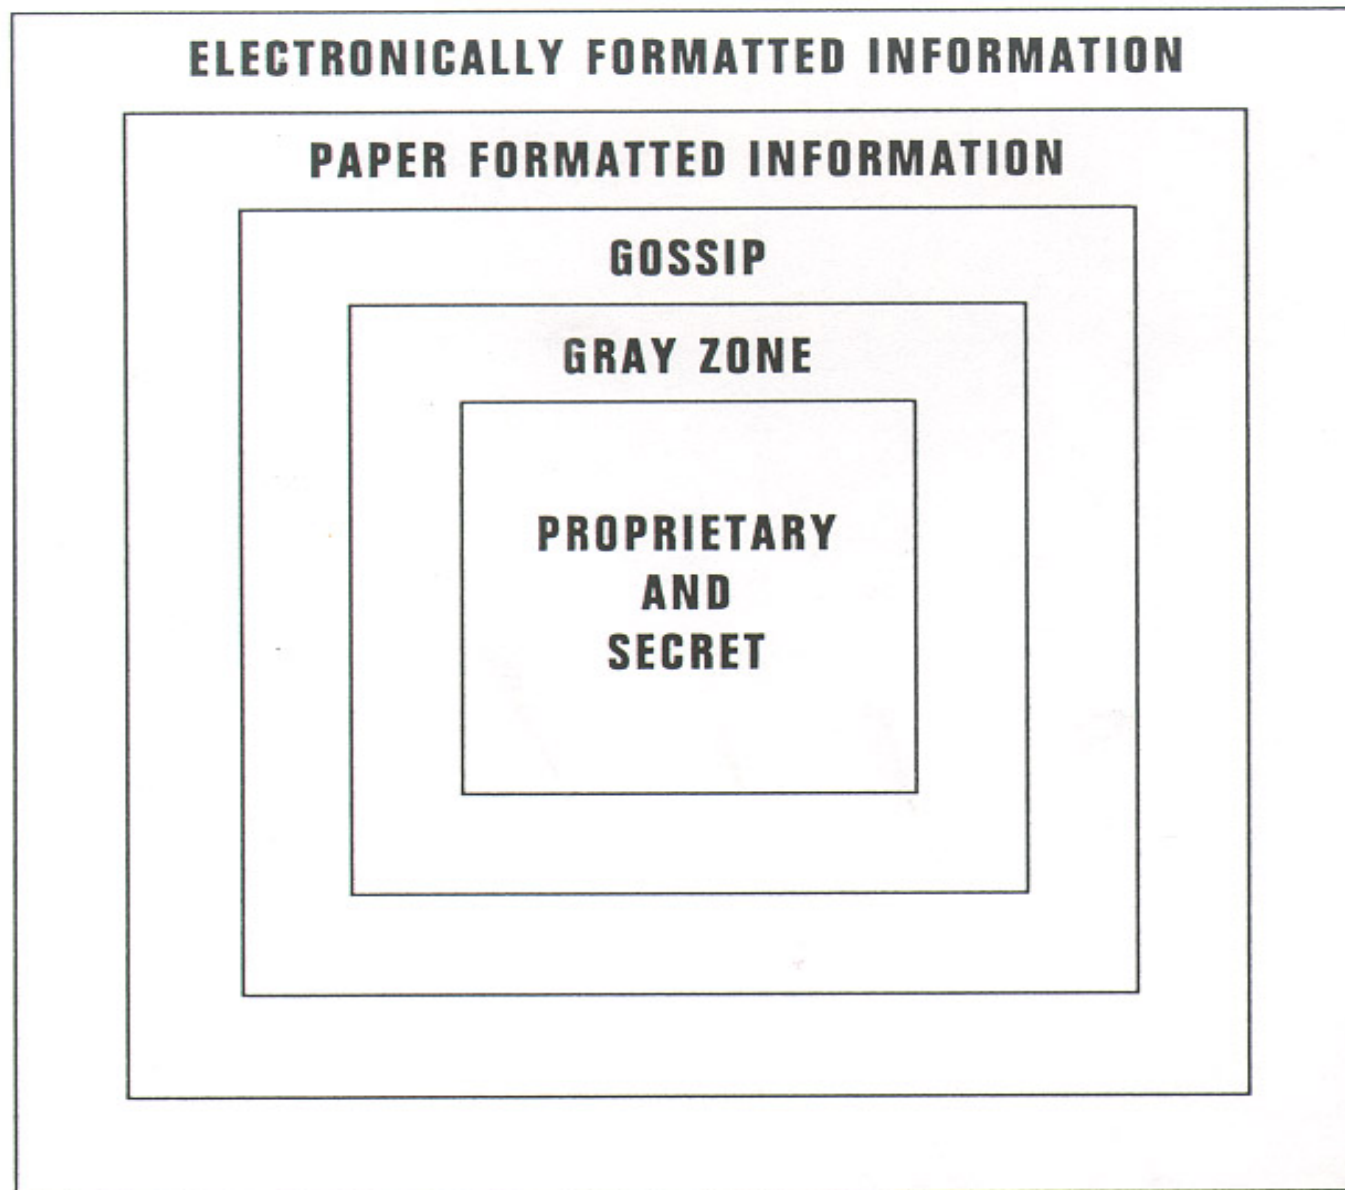 ELECTRONICALLY FORMATTED INFORMATION
PAPER FORMATTED INFORMATION
GOSSIP
GRAY ZONE
PROPRIETARY
AND
SECRET